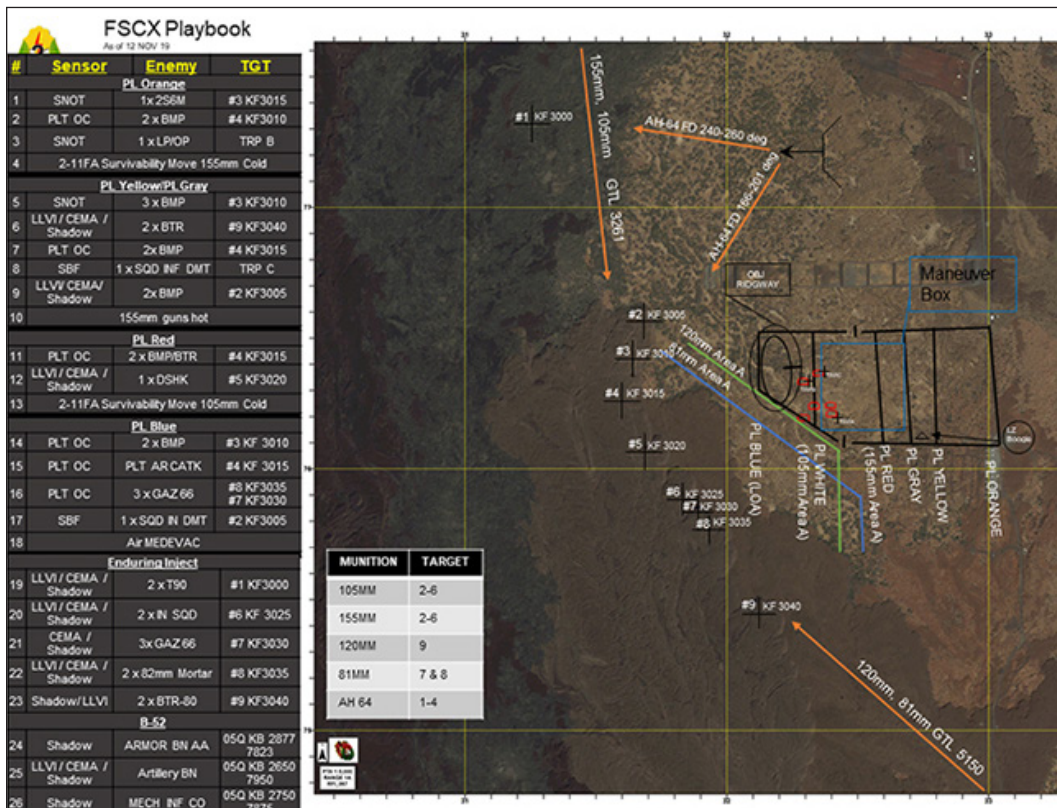 FSCX Playbook
As of 12 NOV 19
# Sensor Enemy TGT
PL Orange
1 SNOT 1x 2S6M #3 KF3015
2 PLT OC 2 x BMP #4 KF3010
3 SNOT 1 x LP/OP TRP B
4 2-11FA Survivability Move 155mm Cold
PL Yellow/PL Gray
5 SNOT 3 x BMP #3 KF3010
6 LLVI / CEMA / Shadow 2 x BTR #9 KF3040
7 PLT OC 2x BMP #4 KF3015
8 SBF 1 x SQD INF DMT TRP C
9 LLVI/ CEMA/ Shadow 2x BMP #2 KF3005
10 155mm guns hot
PL Red
11 PLT OC 2 x BMP/BTR #4 KF3015
12 LLVI / CEMA / Shadow 1 x DSHK #5 KF3020
13 2-11FA Survivability Move 105mm Cold
PL Blue
14 PLT OC 2 x BMP #3 KF 3010
15 PLT OC PLT AR CATK #4 KF 3015
16 PLT OC 3 x GAZ 66 #8 KF3035 #7 KF3030
17 SBF 1 x SQD IN DMT #2 KF3005
18 Air MEDEVAC
Enduring Inject
19 LLVI / CEMA / Shadow 2 x T90 #1 KF3000
20 LLVI / CEMA / Shadow 2 x IN SQD #6 KF 3025
21 CEMA / Shadow 3x GAZ 66 #7 KF3030
22 LLVI / CEMA / Shadow 2 x 82mm Mortar #8 KF3035
23 Shadow/ LLVI 2 x BTR-80 #9 KF3040
B-52
24 Shadow ARMOR BN AA 05Q KB 2877 7823
25 LLVI / CEMA / Shadow Artillery BN 05Q KB 2650 7950
26 Shadow MECH INF CO 05Q KB 2750
155mm, 105mm GTL 3261
#1 KF 3000
AH-64 FD 240-260 deg
AH-64 FD 166-201 deg
OBJ
RIDGWAY
Maneuver
Box
#2 KF 3005
#3 KF 3010
#4 KF 3015
#5 KF 3020
#6 KF 3025
#7 KF 3030
#8 KF 3035
#9 KF 3040
120mm Area A
81mm Area A
PL BLUE (LOA)
PL WHITE
(105mm Area A)
PL RED
(155mm Area A)
PL GRAY
PL YELLOW
PL ORANGE
LZ
Boogie
120mm, 81mm GTL 5150
MUNITION TARGET
105MM 2-6
155MM 2-6
120MM 9
81MM 7 & 8
AH 64 1-4